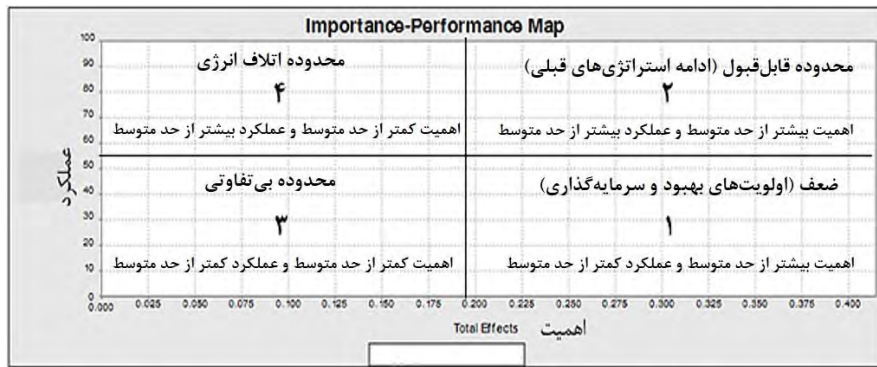 Importance-Performance Map
محدوده قابل‌قبول (ادامه استراتژی‌های قبلی)
۲
اهمیت بیشتر از حد متوسط و عملکرد بیشتر از حد متوسط
محدوده اتلاف انرژی
۴
اهمیت کمتر از حد متوسط و عملکرد بیشتر از حد متوسط
ضعف (اولویت‌های بهبود و سرمایه‌گذاری)
۱
اهمیت بیشتر از حد متوسط و عملکرد کمتر از حد متوسط
محدوده بی‌تفاوتی
۳
اهمیت کمتر از حد متوسط و عملکرد کمتر از حد متوسط
عملکرد
100
90
80
70
60
50
40
30
20
10
0
0.000 0.025 0.050 0.075 0.100 0.125 0.150 0.175 0.200 0.225 0.250 0.275 0.300 0.325 0.350 0.375 0.400
Total Effects اهمیت